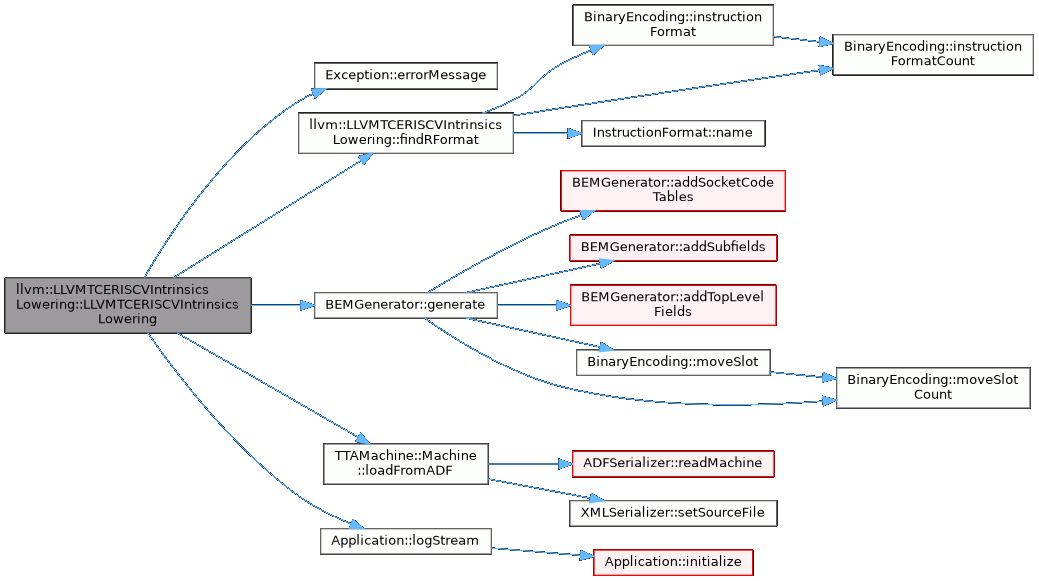 llvm::LLVMTCERISCVIntrinsics
Lowering::LLVMTCERISCVIntrinsics
Lowering
Exception::errorMessage
llvm::LLVMTCERISCVIntrinsics
Lowering::findRFormat
BEMGenerator::generate
TTAMachine::Machine
::loadFromADF
Application::logStream
BinaryEncoding::instruction
Format
BinaryEncoding::instruction
FormatCount
InstructionFormat::name
BEMGenerator::addSocketCode
Tables
BEMGenerator::addSubfields
BEMGenerator::addTopLevel
Fields
BinaryEncoding::moveSlot
BinaryEncoding::moveSlot
Count
ADFSerializer::readMachine
XMLSerializer::setSourceFile
Application::initialize